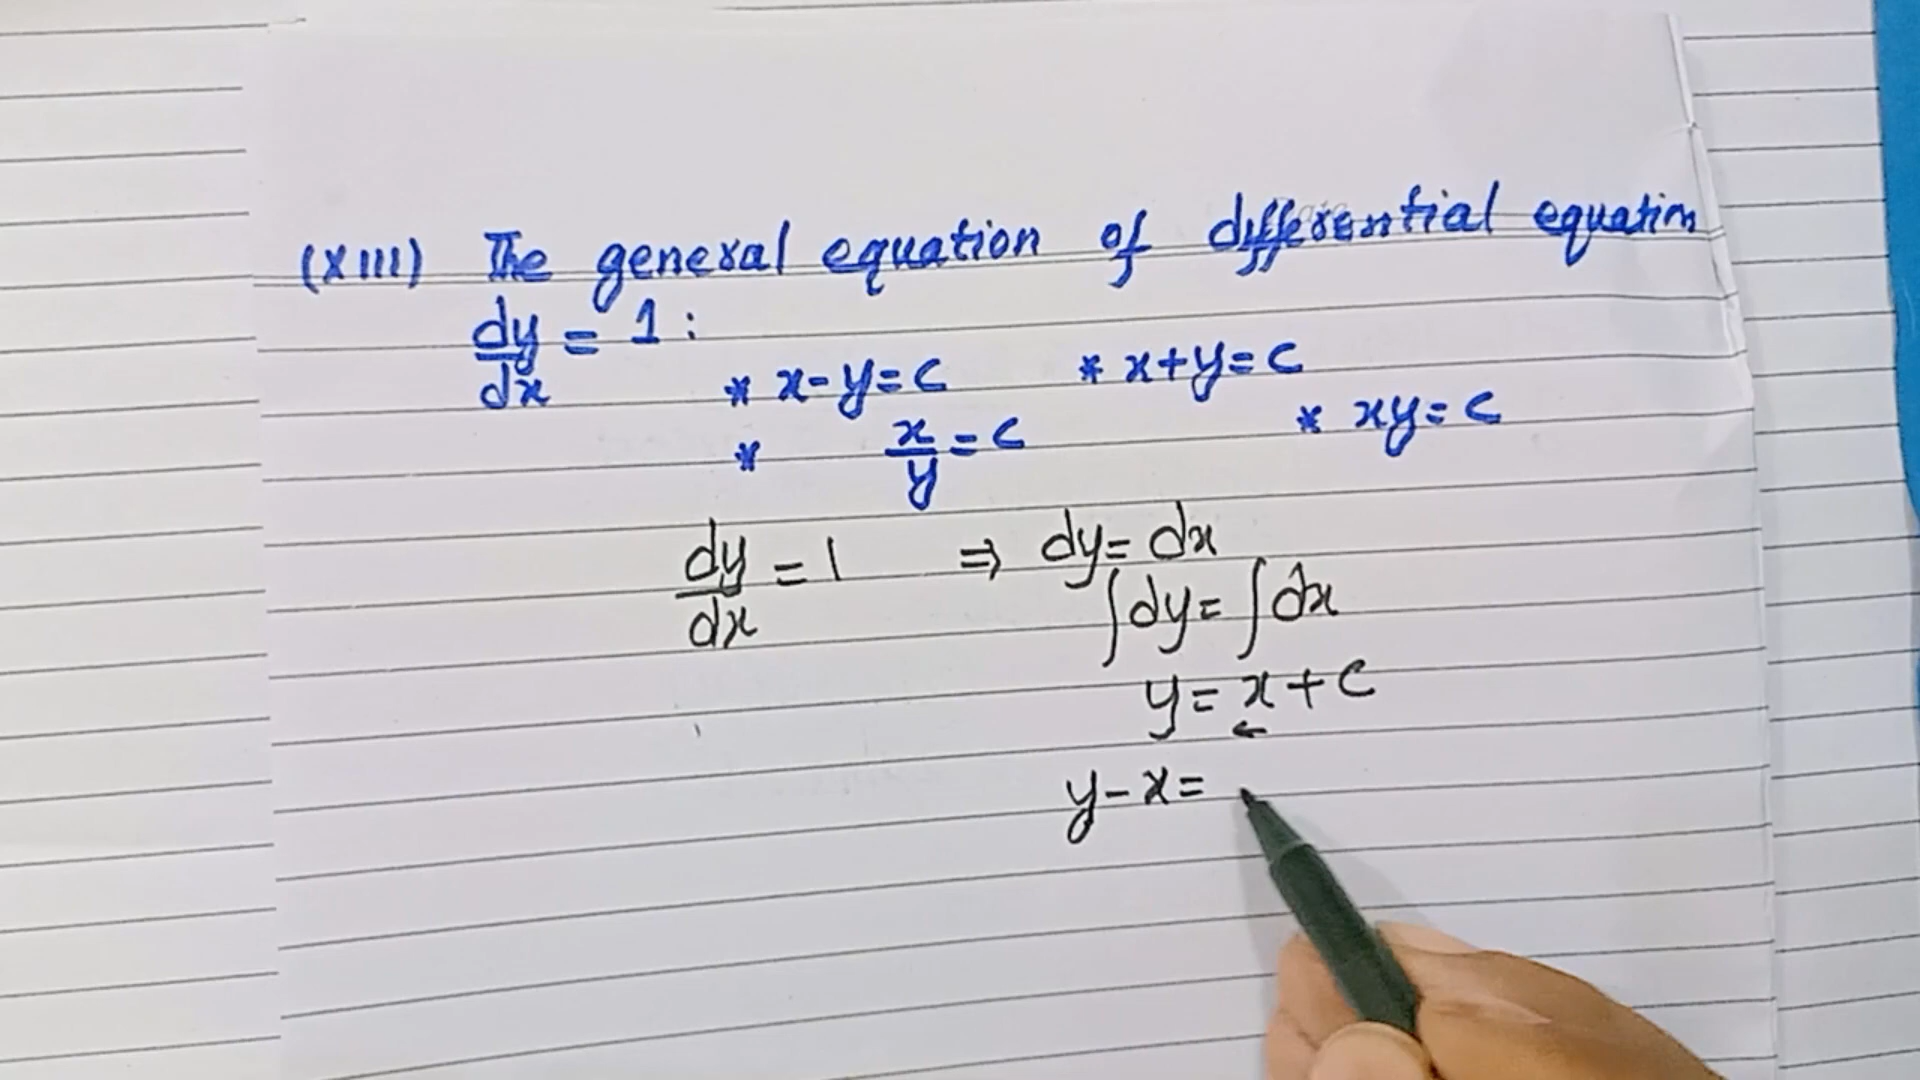 (XIII) The general equation of differential equation
dy/dx = 1 :
* x - y = c * x + y = c
* x/y = c * xy = c
dy/dx = 1 ⇒ dy = dx
∫dy = ∫dx
y = x + c
y - x =